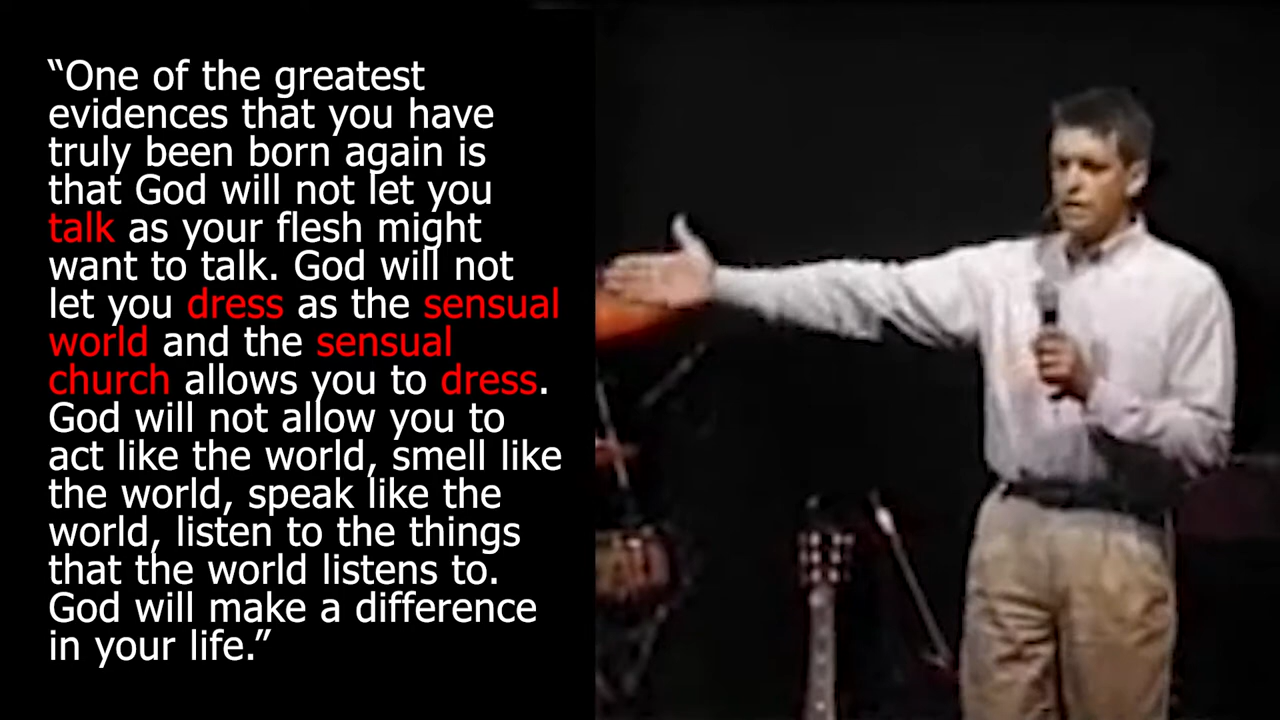 “One of the greatest
evidences that you have
truly been born again is
that God will not let you
talk as your flesh might
want to talk. God will not
let you dress as the sensual
world and the sensual
church allows you to dress.
God will not allow you to
act like the world, smell like
the world, speak like the
world, listen to the things
that the world listens to.
God will make a difference
in your life.”